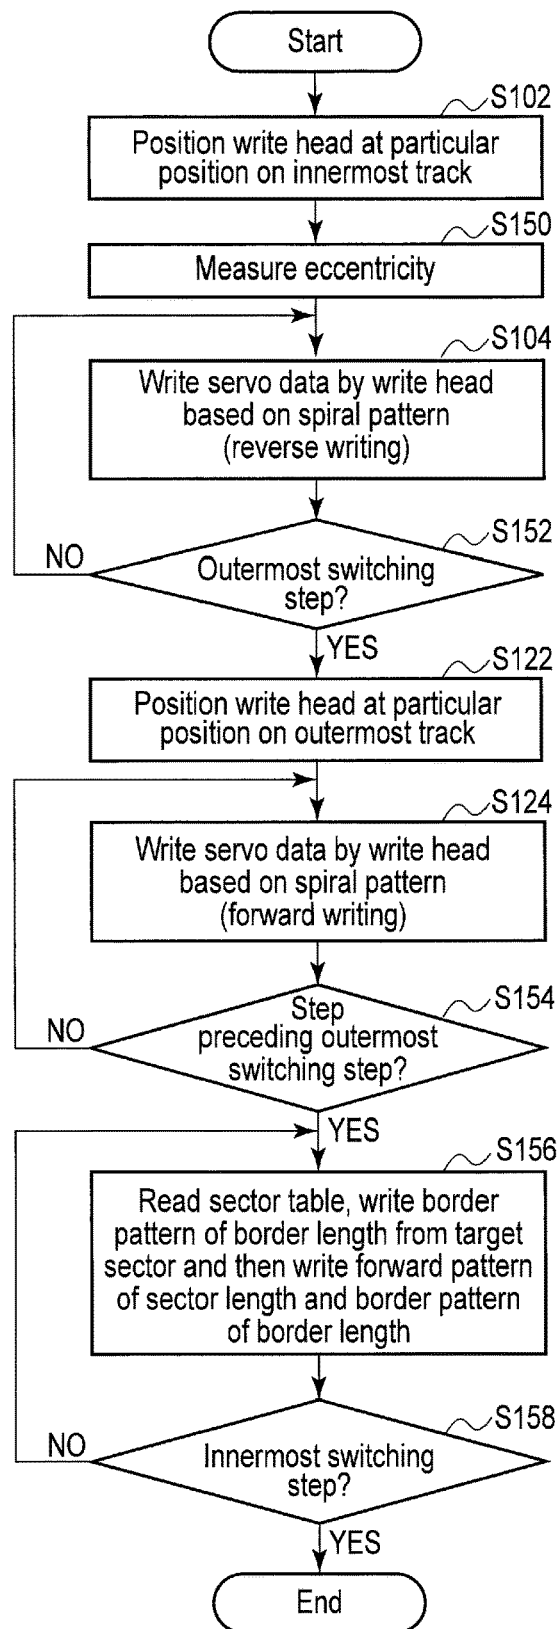 Start
S102
Position write head at particular
position on innermost track
S150
Measure eccentricity
S104
Write servo data by write head
based on spiral pattern
(reverse writing)
S152
NO
Outermost switching
step?
YES
S122
Position write head at particular
position on outermost track
S124
Write servo data by write head
based on spiral pattern
(forward writing)
S154
Step
NO
preceding outermost
switching step?
YES
S156
Read sector table, write border
pattern of border length from target
sector and then write forward pattern
of sector length and border pattern
of border length
S158
NO
Innermost switching
step?
YES
End